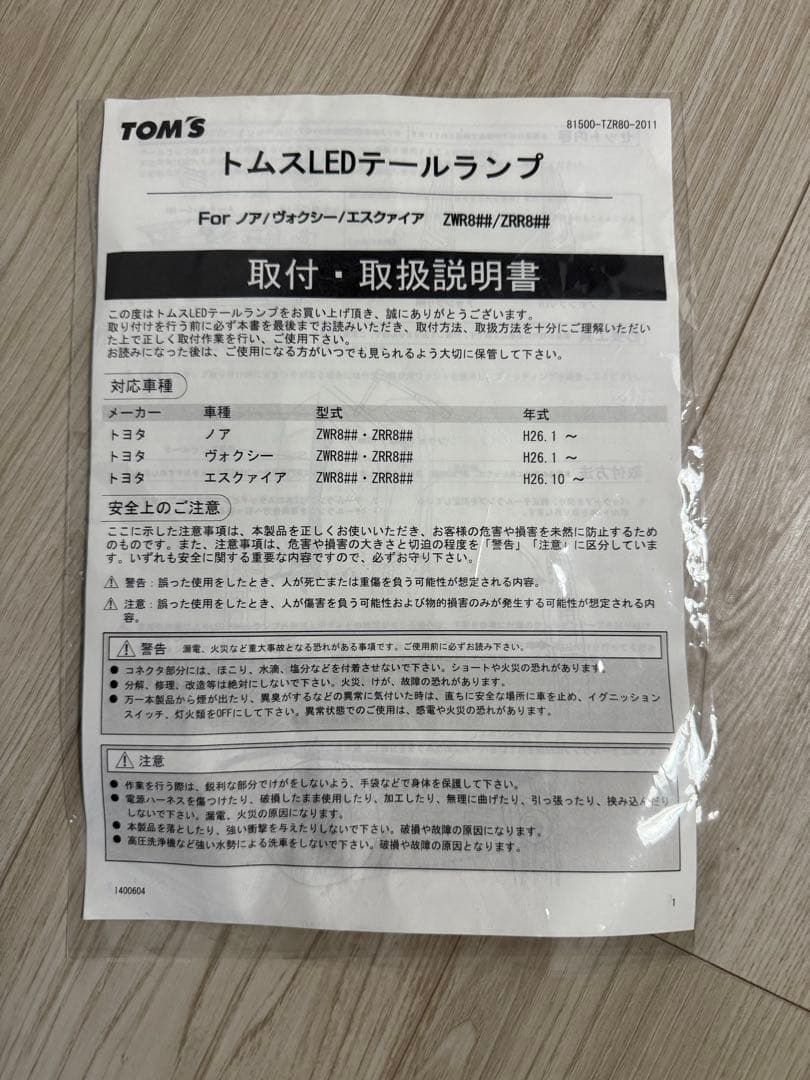 TOM'S
81500-TZR80-2011
トムスLEDテールランプ
For ノア/ヴォクシー/エスクァイア ZWR8##/ZRR8##
取付・取扱説明書
この度はトムスLEDテールランプをお買い上げ頂き、誠にありがとうございます。
取り付けを行う前に必ず本書を最後までお読みいただき、取付方法、取扱方法を十分にご理解いただい
た上で正しく取付作業を行い、ご使用下さい。
お読みになった後は、ご使用になる方がいつでも見られるよう大切に保管して下さい。
対応車種
メーカー 車種 型式 年式
トヨタ ノア ZWR8##・ZRR8## H26.1 ～
トヨタ ヴォクシー ZWR8##・ZRR8## H26.1 ～
トヨタ エスクァイア ZWR8##・ZRR8## H26.10 ～
安全上のご注意
ここに示した注意事項は、本製品を正しくお使いいただき、お客様の危害や損害を未然に防止するため
のものです。また、注意事項は、危害や損害の大きさと切迫の程度を「警告」「注意」に区分していま
す。いずれも安全に関する重要な内容ですので、必ずお守り下さい。
⚠ 警告：誤った使用をしたとき、人が死亡または重傷を負う可能性が想定される内容。
⚠ 注意：誤った使用をしたとき、人が傷害を負う可能性および物的損害のみが発生する可能性が想定される内
容。
⚠ 警告 漏電、火災など重大事故となる恐れがある事項です。ご使用前に必ずお読み下さい。
● コネクタ部分には、ほこり、水滴、塩分などを付着させないで下さい。ショートや火災の恐れがあります。
● 分解、修理、改造等は絶対にしないで下さい。火災、けが、故障の恐れがあります。
● 万一本製品から煙が出たり、異臭がするなどの異常に気付いた時は、直ちに安全な場所に車を止め、イグニッション
スイッチ、灯火類をOFFにして下さい。異常状態でのご使用は、感電や火災の恐れがあります。
⚠ 注意
● 作業を行う際は、鋭利な部分でけがをしないよう、手袋などで身体を保護して下さい。
● 電源ハーネスを傷つけたり、破損したまま使用したり、加工したり、無理に曲げたり、引っ張ったり、挟み込んだり
しないで下さい。漏電、火災の原因になります。
● 本製品を落としたり、強い衝撃を与えたりしないで下さい。破損や故障の原因になります。
● 高圧洗浄機など強い水勢による洗車をしないで下さい。破損や故障の原因となります。
1400604
1